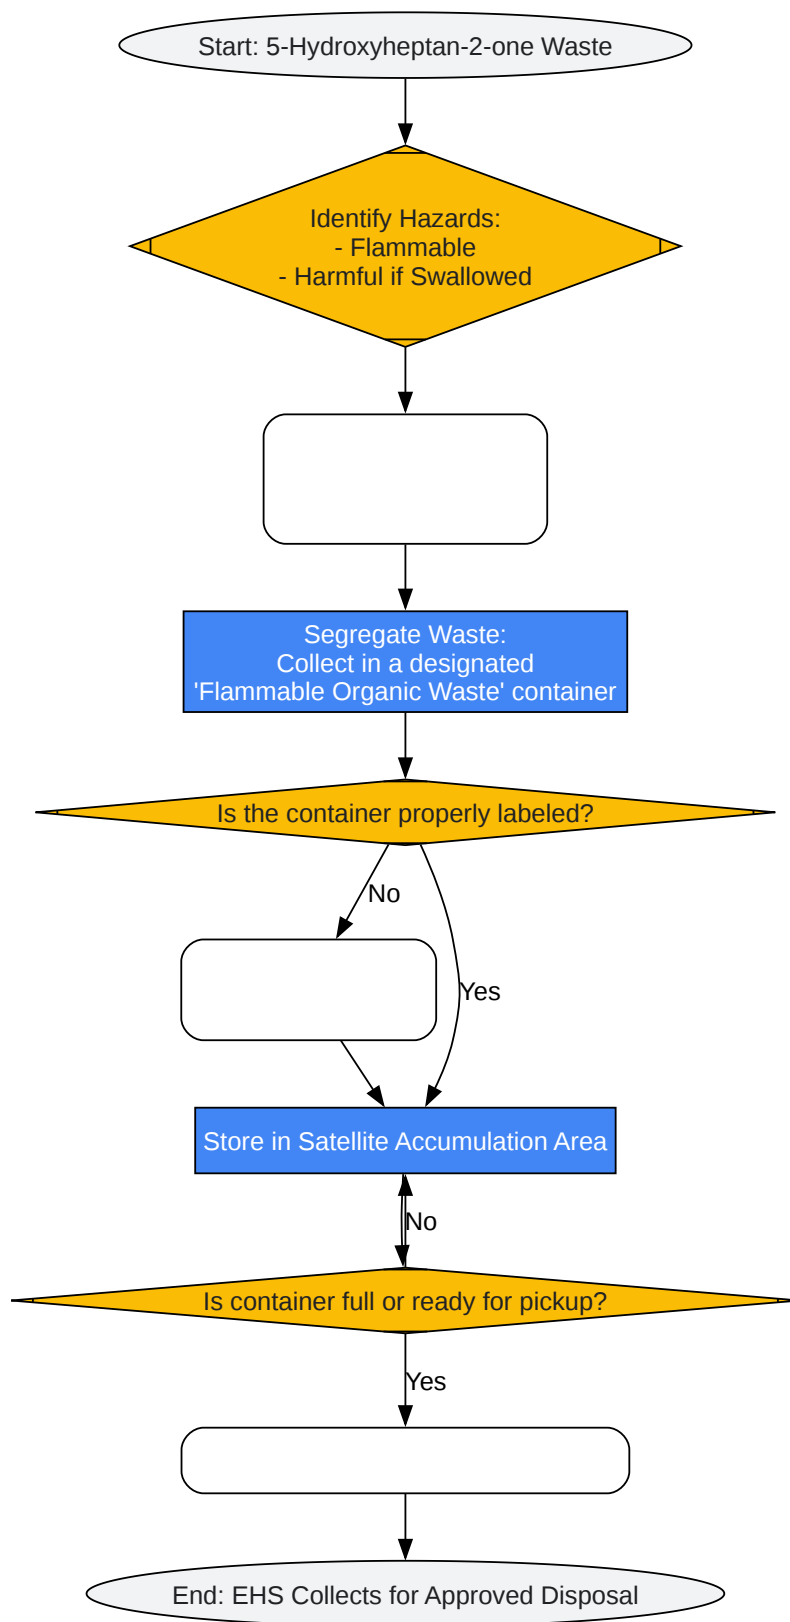 Start: 5-Hydroxyheptan-2-one Waste
Identify Hazards:
- Flammable
- Harmful if Swallowed
Segregate Waste:
Collect in a designated
'Flammable Organic Waste' container
Is the container properly labeled?
No
Yes
Store in Satellite Accumulation Area
No
Is container full or ready for pickup?
Yes
End: EHS Collects for Approved Disposal